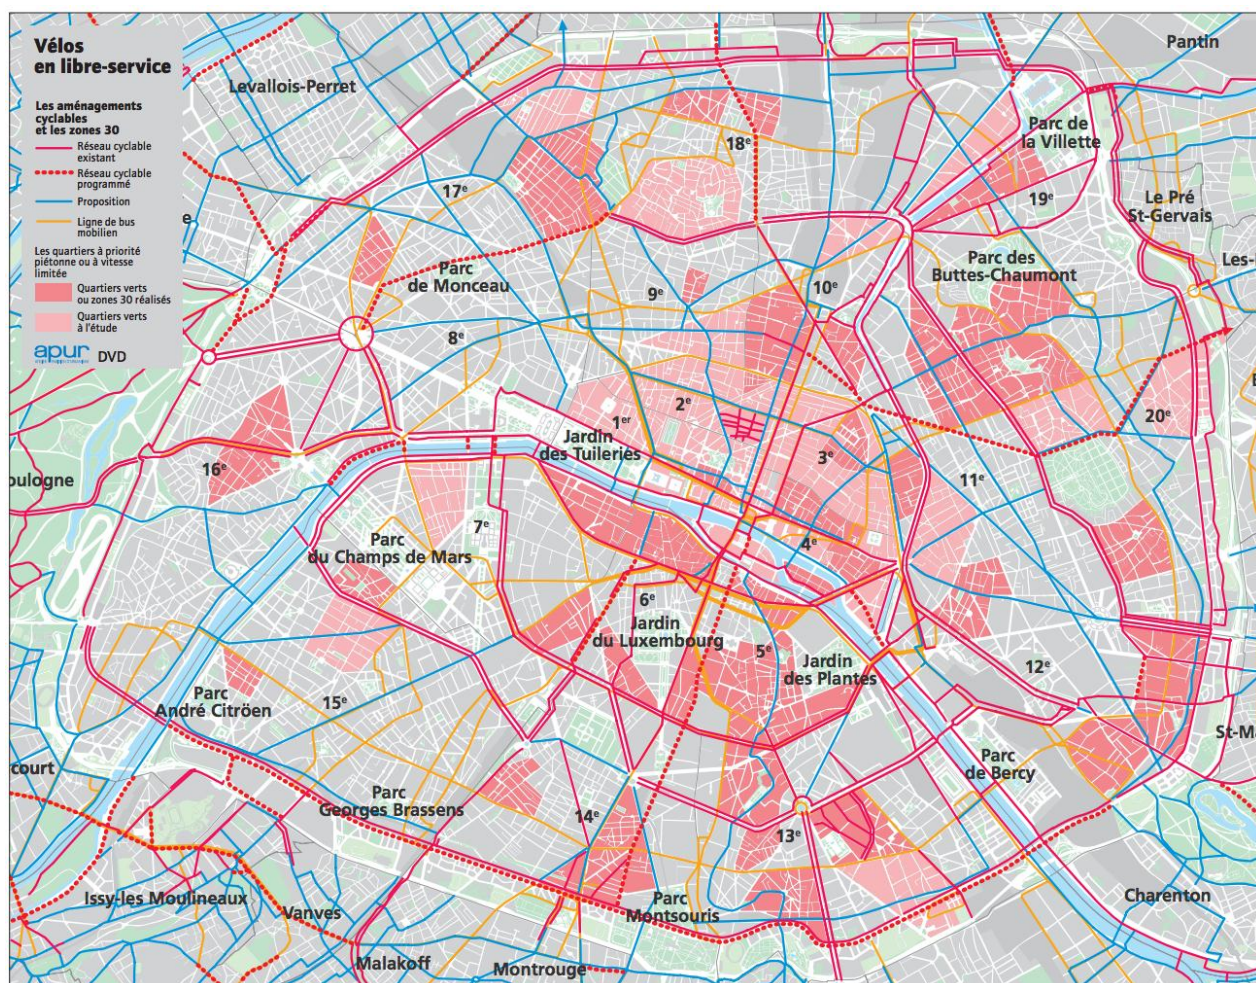 Vélos
en libre-service
Les aménagements
cyclables
et les zones 30
Réseau cyclable
existant
Réseau cyclable
programmé
Proposition
Ligne de bus
mobilien
Les quartiers à priorité
piétonne ou à vitesse
limitée
Quartiers verts
ou zones 30 réalisés
Quartiers verts
à l'étude
apur
DVD
Pantin
Levallois-Perret
Parc de
la Villette
18e
17e
19e
Le Pré
St-Gervais
e
Parc
de Monceau
Parc des
Buttes-Chaumont
Les-
9e
10e
8e
1er
2e
3e
20e
Jardin
des Tuileries
16e
oulogne
11e
7e
Parc
du Champs de Mars
4e
6e
Jardin
du Luxembourg
5e
Jardin
des Plantes
12e
Parc
André Citröen
15e
St-M
court
Parc
de Bercy
Parc
Georges Brassens
14e
13e
Issy-les Moulineaux
Vanves
Parc
Montsouris
Charenton
Malakoff
Montrouge